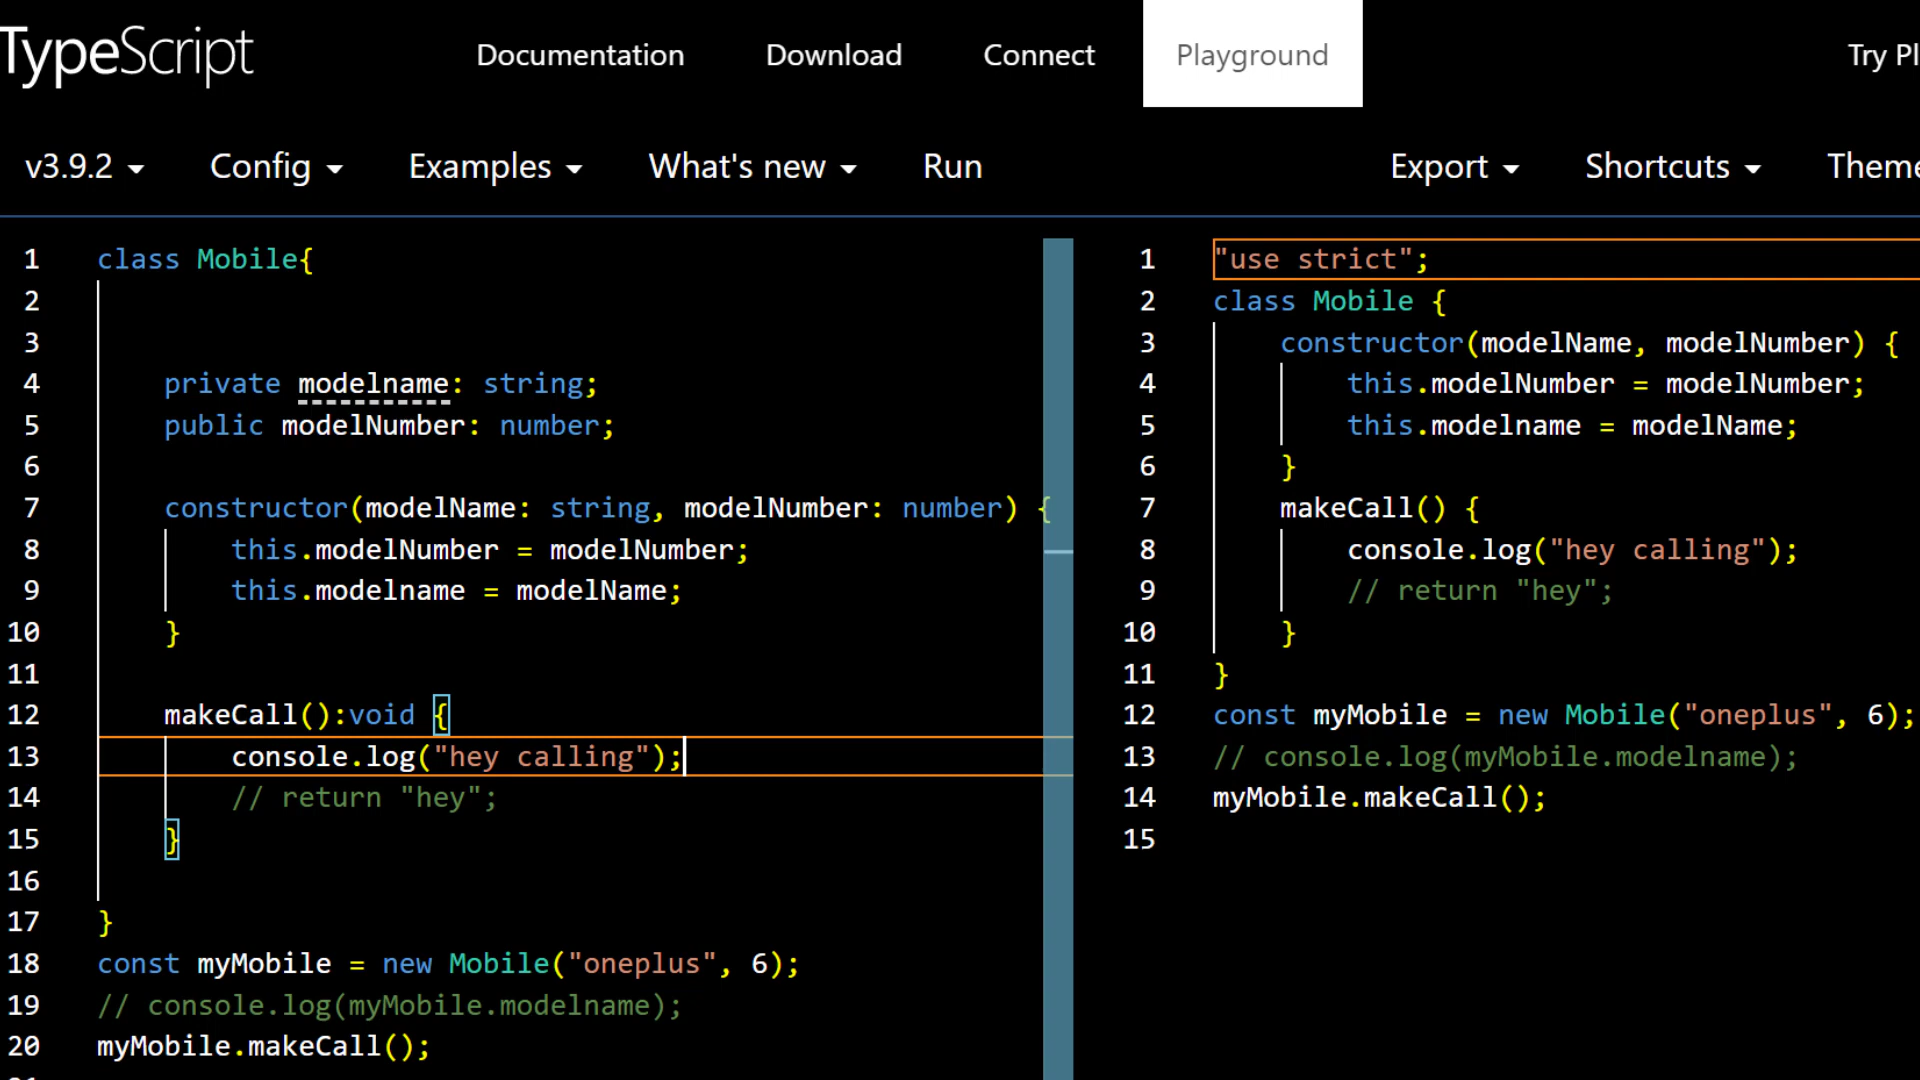 TypeScript Documentation Download Connect Playground Try Pl
v3.9.2 Config Examples What's new Run Export Shortcuts Theme
1 class Mobile{
2
3
4 private modelname: string;
5 public modelNumber: number;
6
7 constructor(modelName: string, modelNumber: number) {
8 this.modelNumber = modelNumber;
9 this.modelname = modelName;
10 }
11
12 makeCall():void {
13 console.log("hey calling");
14 // return "hey";
15 }
16
17 }
18 const myMobile = new Mobile("oneplus", 6);
19 // console.log(myMobile.modelname);
20 myMobile.makeCall();
1 "use strict";
2 class Mobile {
3 constructor(modelName, modelNumber) {
4 this.modelNumber = modelNumber;
5 this.modelname = modelName;
6 }
7 makeCall() {
8 console.log("hey calling");
9 // return "hey";
10 }
11 }
12 const myMobile = new Mobile("oneplus", 6);
13 // console.log(myMobile.modelname);
14 myMobile.makeCall();
15